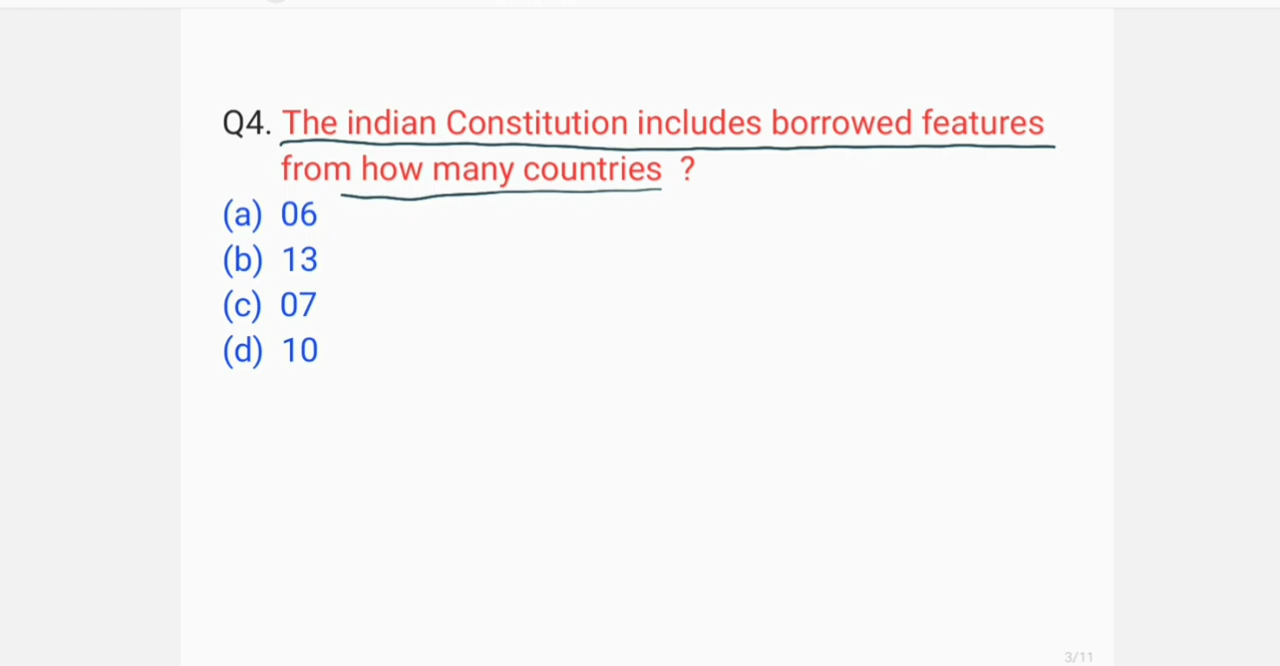 Q4. The indian Constitution includes borrowed features
from how many countries ?
(a) 06
(b) 13
(c) 07
(d) 10
3/11